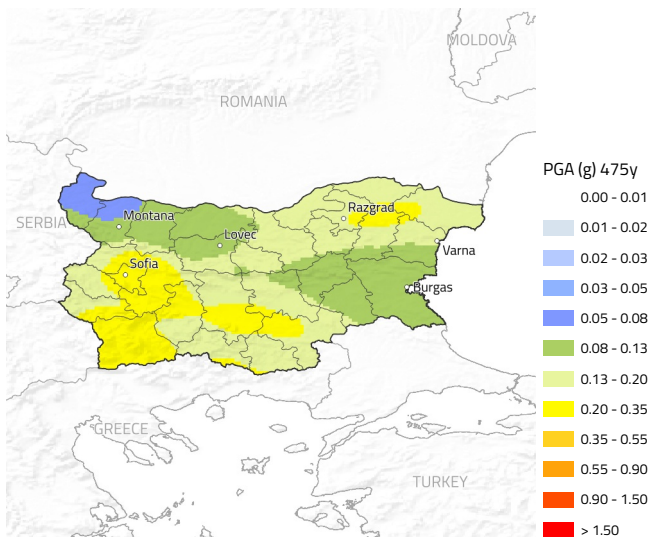 MOLDOVA
ROMANIA
PGA (g) 475y
0.00 - 0.01
0.01 - 0.02
0.02 - 0.03
0.03 - 0.05
0.05 - 0.08
0.08 - 0.13
0.13 - 0.20
0.20 - 0.35
0.35 - 0.55
0.55 - 0.90
0.90 - 1.50
> 1.50
Razgrad
SERBIA
Montana
Lovec
Varna
Sofia
Burgas
GREECE
TURKEY